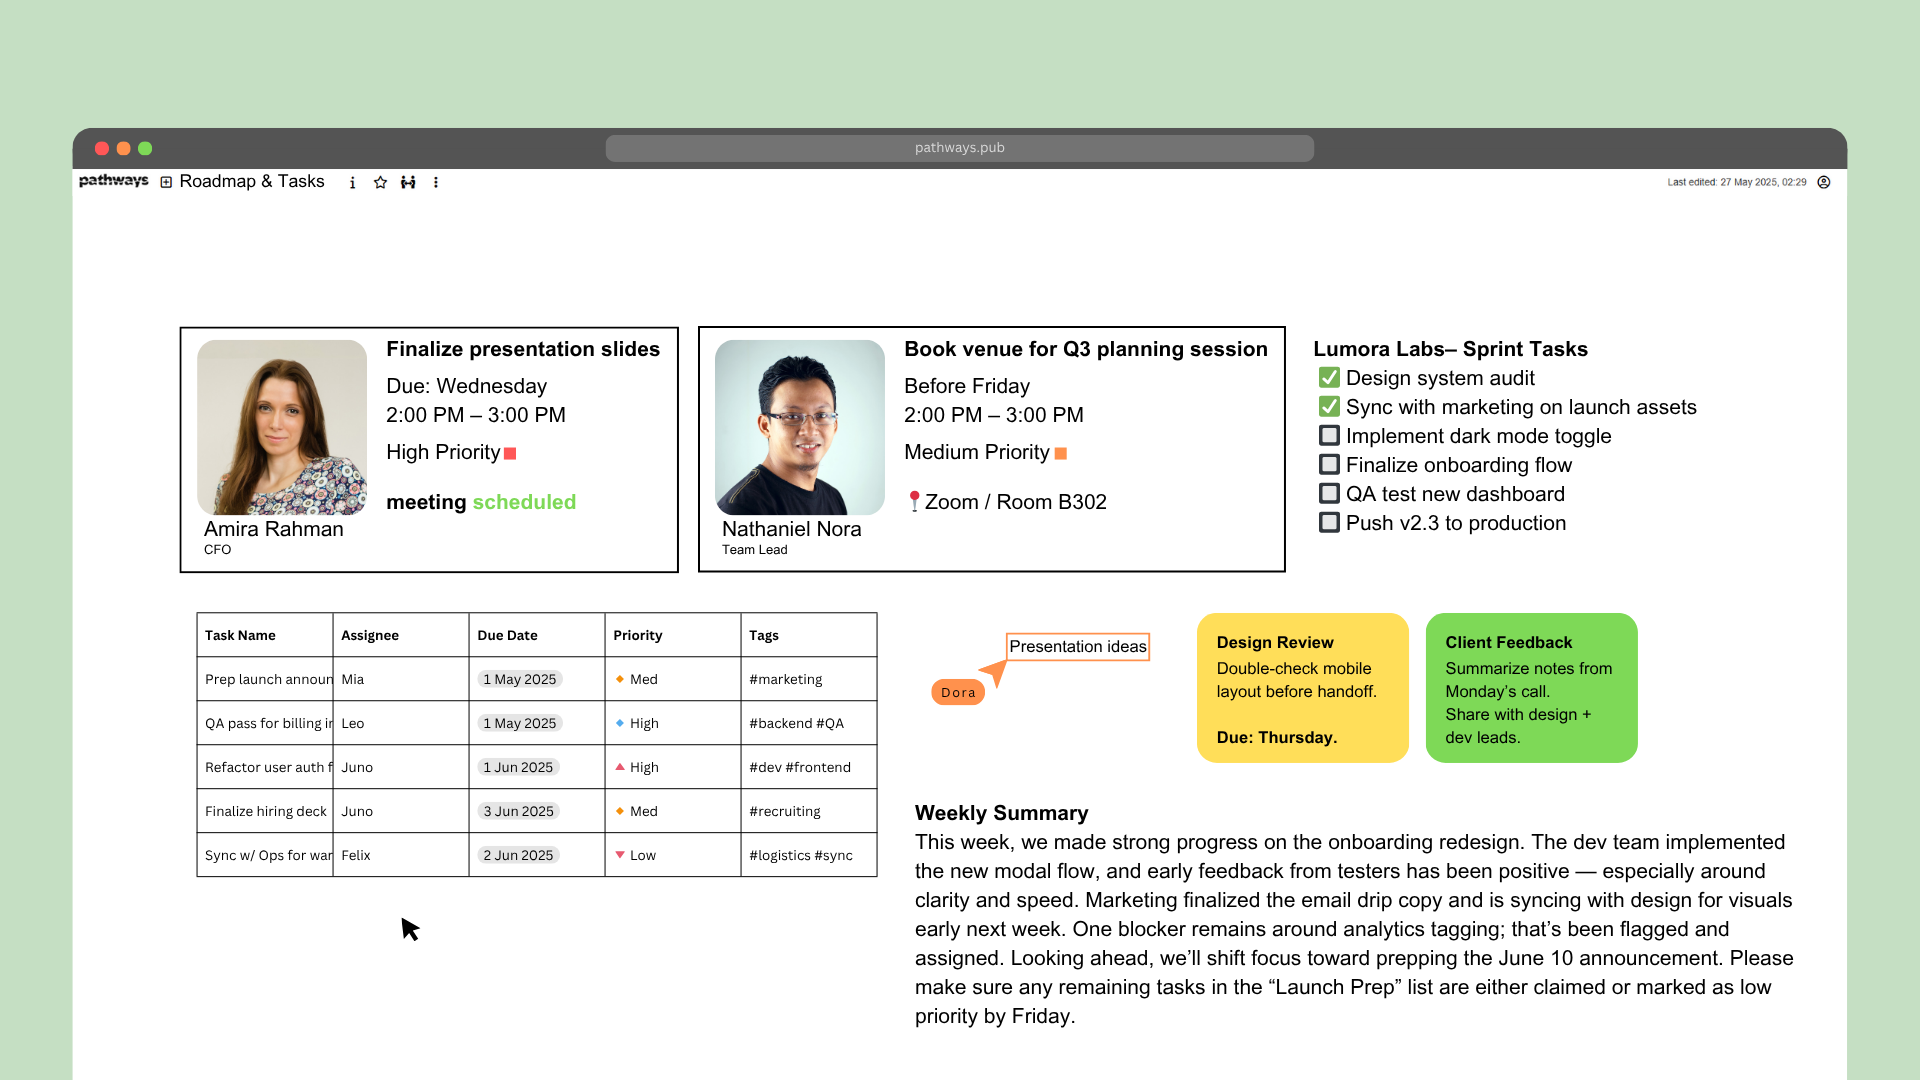 pathways.pub
pathways Roadmap & Tasks
Last edited: 27 May 2025, 02:29
Finalize presentation slides
Due: Wednesday
2:00 PM – 3:00 PM
High Priority
meeting scheduled
Amira Rahman
CFO
Book venue for Q3 planning session
Before Friday
2:00 PM – 3:00 PM
Medium Priority
Zoom / Room B302
Nathaniel Nora
Team Lead
Lumora Labs– Sprint Tasks
Design system audit
Sync with marketing on launch assets
Implement dark mode toggle
Finalize onboarding flow
QA test new dashboard
Push v2.3 to production
Task Name Assignee Due Date Priority Tags
Prep launch announ Mia 1 May 2025 Med #marketing
QA pass for billing ir Leo 1 May 2025 High #backend #QA
Refactor user auth f Juno 1 Jun 2025 High #dev #frontend
Finalize hiring deck Juno 3 Jun 2025 Med #recruiting
Sync w/ Ops for war Felix 2 Jun 2025 Low #logistics #sync
Presentation ideas
Dora
Design Review
Double-check mobile
layout before handoff.
Due: Thursday.
Client Feedback
Summarize notes from
Monday’s call.
Share with design +
dev leads.
Weekly Summary
This week, we made strong progress on the onboarding redesign. The dev team implemented
the new modal flow, and early feedback from testers has been positive — especially around
clarity and speed. Marketing finalized the email drip copy and is syncing with design for visuals
early next week. One blocker remains around analytics tagging; that’s been flagged and
assigned. Looking ahead, we’ll shift focus toward prepping the June 10 announcement. Please
make sure any remaining tasks in the “Launch Prep” list are either claimed or marked as low
priority by Friday.